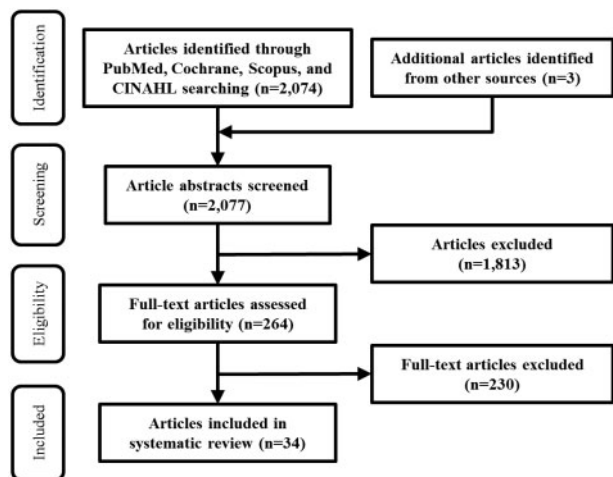 Identification
Articles identified through
PubMed, Cochrane, Scopus, and
CINAHL searching (n=2,074)
Additional articles identified
from other sources (n=3)
Screening
Article abstracts screened
(n=2,077)
Articles excluded
(n=1,813)
Eligibility
Full-text articles assessed
for eligibility (n=264)
Full-text articles excluded
(n=230)
Included
Articles included in
systematic review (n=34)